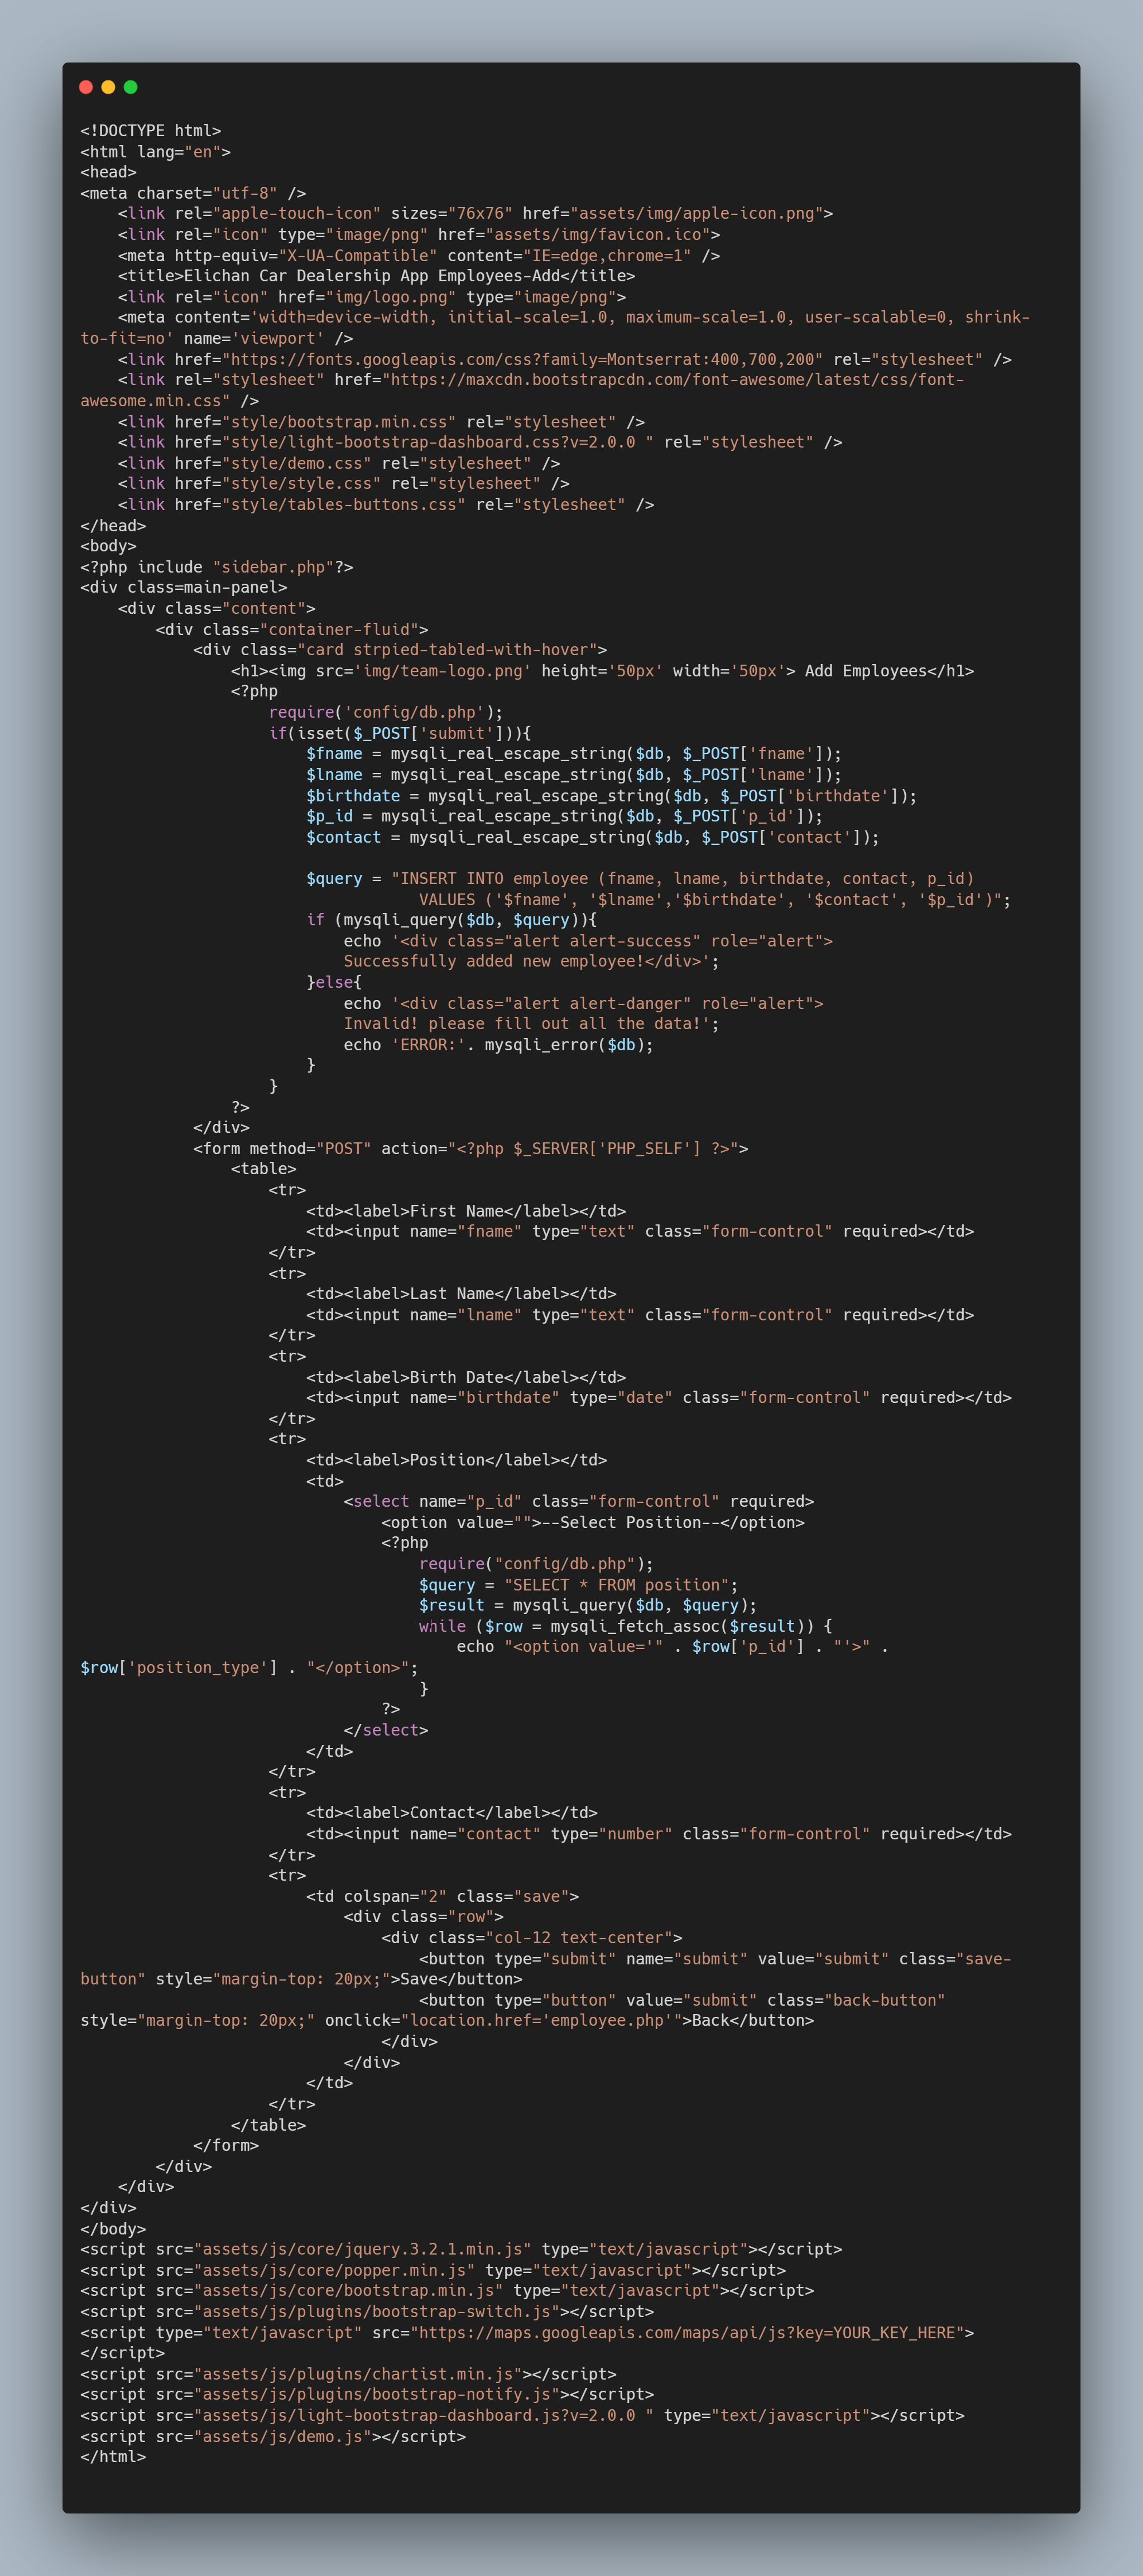 <!DOCTYPE html>
<html lang="en">
<head>
<meta charset="utf-8" />
    <link rel="apple-touch-icon" sizes="76x76" href="assets/img/apple-icon.png">
    <link rel="icon" type="image/png" href="assets/img/favicon.ico">
    <meta http-equiv="X-UA-Compatible" content="IE=edge,chrome=1" />
    <title>Elichan Car Dealership App Employees-Add</title>
    <link rel="icon" href="img/logo.png" type="image/png">
    <meta content='width=device-width, initial-scale=1.0, maximum-scale=1.0, user-scalable=0, shrink-
to-fit=no' name='viewport' />
    <link href="https://fonts.googleapis.com/css?family=Montserrat:400,700,200" rel="stylesheet" />
    <link rel="stylesheet" href="https://maxcdn.bootstrapcdn.com/font-awesome/latest/css/font-
awesome.min.css" />
    <link href="style/bootstrap.min.css" rel="stylesheet" />
    <link href="style/light-bootstrap-dashboard.css?v=2.0.0 " rel="stylesheet" />
    <link href="style/demo.css" rel="stylesheet" />
    <link href="style/style.css" rel="stylesheet" />
    <link href="style/tables-buttons.css" rel="stylesheet" />
</head>
<body>
<?php include "sidebar.php"?>
<div class=main-panel>
    <div class="content">
        <div class="container-fluid">
            <div class="card strpied-tabled-with-hover">
                <h1><img src='img/team-logo.png' height='50px' width='50px'> Add Employees</h1>
                <?php
                    require('config/db.php');
                    if(isset($_POST['submit'])){
                        $fname = mysqli_real_escape_string($db, $_POST['fname']);
                        $lname = mysqli_real_escape_string($db, $_POST['lname']);
                        $birthdate = mysqli_real_escape_string($db, $_POST['birthdate']);
                        $p_id = mysqli_real_escape_string($db, $_POST['p_id']);
                        $contact = mysqli_real_escape_string($db, $_POST['contact']);

                        $query = "INSERT INTO employee (fname, lname, birthdate, contact, p_id)
                                    VALUES ('$fname', '$lname','$birthdate', '$contact', '$p_id')";
                        if (mysqli_query($db, $query)){
                            echo '<div class="alert alert-success" role="alert">
                            Successfully added new employee!</div>';
                        }else{
                            echo '<div class="alert alert-danger" role="alert">
                            Invalid! please fill out all the data!';
                            echo 'ERROR:'. mysqli_error($db);
                        }
                    }
                ?>
            </div>
            <form method="POST" action="<?php $_SERVER['PHP_SELF'] ?>">
                <table>
                    <tr>
                        <td><label>First Name</label></td>
                        <td><input name="fname" type="text" class="form-control" required></td>
                    </tr>
                    <tr>
                        <td><label>Last Name</label></td>
                        <td><input name="lname" type="text" class="form-control" required></td>
                    </tr>
                    <tr>
                        <td><label>Birth Date</label></td>
                        <td><input name="birthdate" type="date" class="form-control" required></td>
                    </tr>
                    <tr>
                        <td><label>Position</label></td>
                        <td>
                            <select name="p_id" class="form-control" required>
                                <option value="">--Select Position--</option>
                                <?php
                                    require("config/db.php");
                                    $query = "SELECT * FROM position";
                                    $result = mysqli_query($db, $query);
                                    while ($row = mysqli_fetch_assoc($result)) {
                                        echo "<option value='" . $row['p_id'] . "'>" .
$row['position_type'] . "</option>";
                                    }
                                ?>
                            </select>
                        </td>
                    </tr>
                    <tr>
                        <td><label>Contact</label></td>
                        <td><input name="contact" type="number" class="form-control" required></td>
                    </tr>
                    <tr>
                        <td colspan="2" class="save">
                            <div class="row">
                                <div class="col-12 text-center">
                                    <button type="submit" name="submit" value="submit" class="save-
button" style="margin-top: 20px;">Save</button>
                                    <button type="button" value="submit" class="back-button"
style="margin-top: 20px;" onclick="location.href='employee.php'">Back</button>
                                </div>
                            </div>
                        </td>
                    </tr>
                </table>
            </form>
        </div>
    </div>
</div>
</body>
<script src="assets/js/core/jquery.3.2.1.min.js" type="text/javascript"></script>
<script src="assets/js/core/popper.min.js" type="text/javascript"></script>
<script src="assets/js/core/bootstrap.min.js" type="text/javascript"></script>
<script src="assets/js/plugins/bootstrap-switch.js"></script>
<script type="text/javascript" src="https://maps.googleapis.com/maps/api/js?key=YOUR_KEY_HERE">
</script>
<script src="assets/js/plugins/chartist.min.js"></script>
<script src="assets/js/plugins/bootstrap-notify.js"></script>
<script src="assets/js/light-bootstrap-dashboard.js?v=2.0.0 " type="text/javascript"></script>
<script src="assets/js/demo.js"></script>
</html>